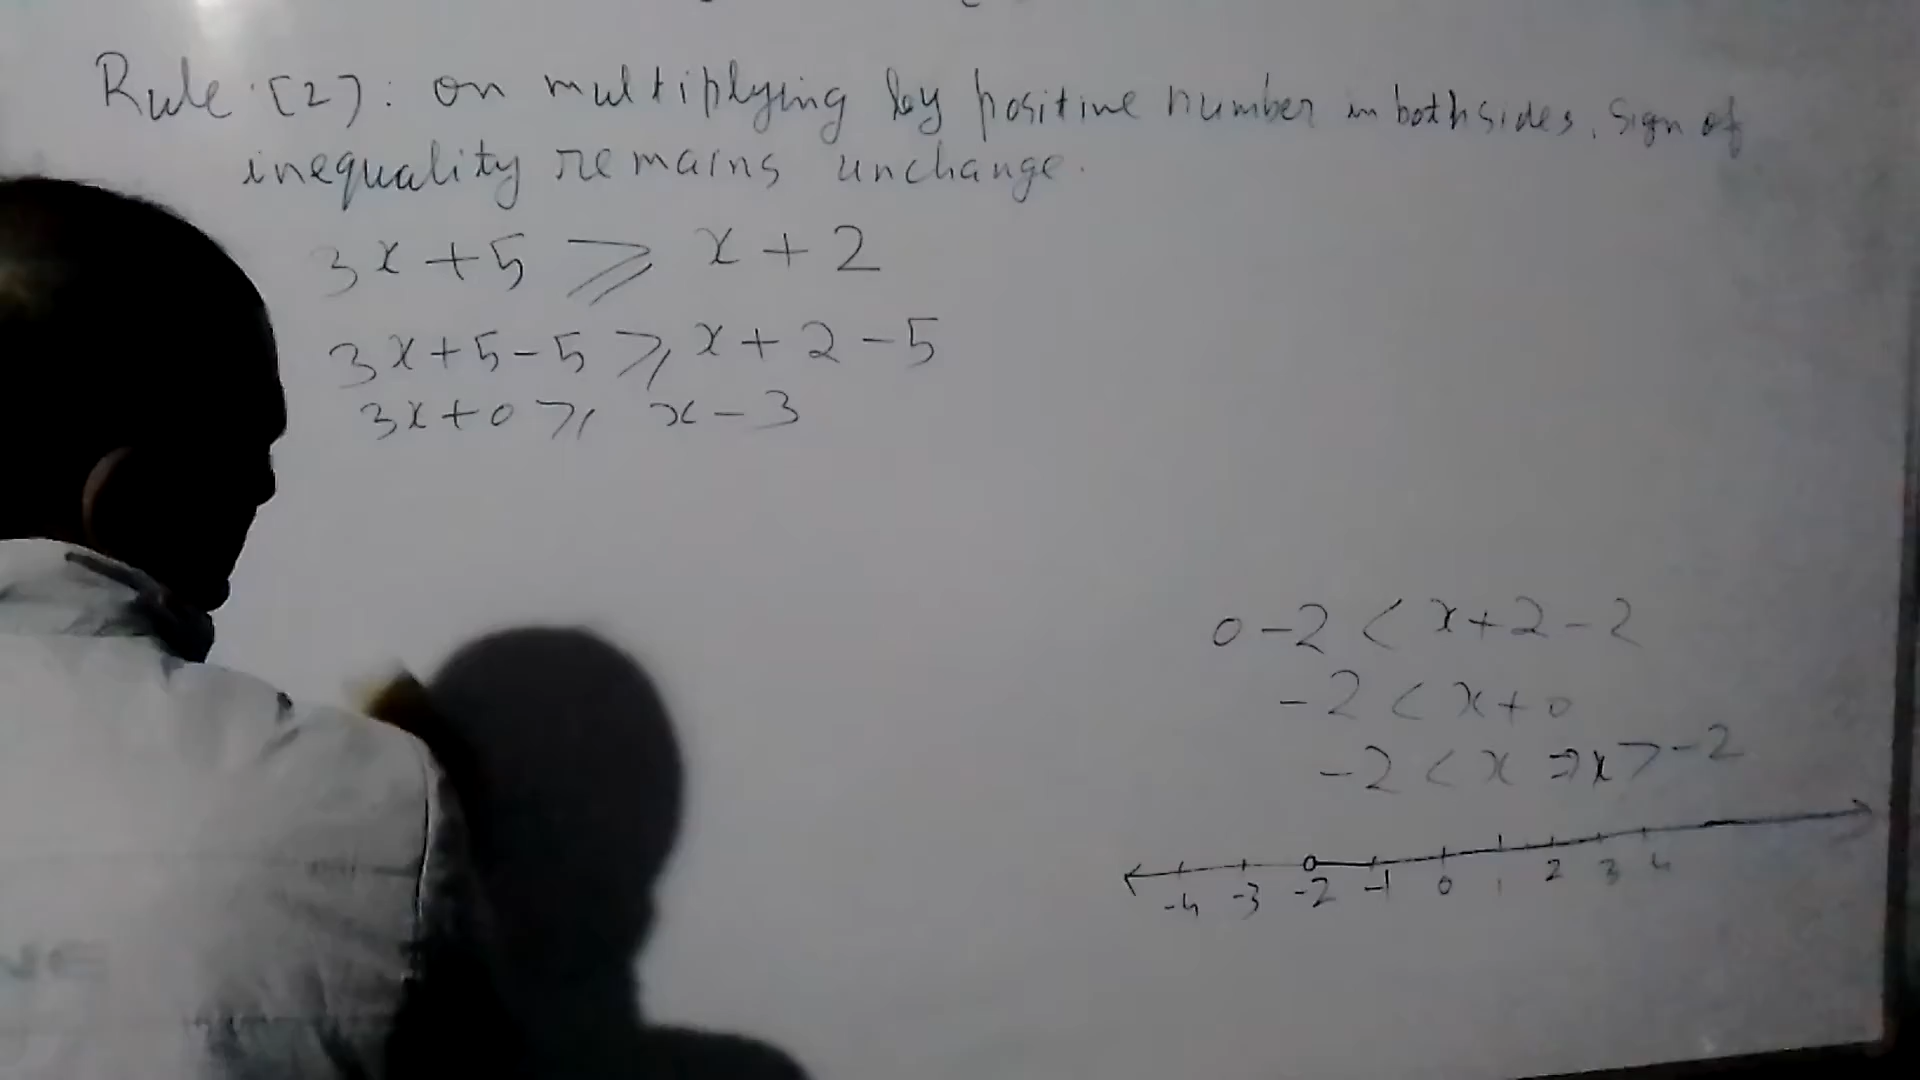 Rule [2]: on multiplying by positive number in both sides, sign of
inequality remains unchange.
3x + 5 ⩾ x + 2
3x + 5 - 5 ⩾ x + 2 - 5
3x + 0 ⩾ x - 3
0 - 2 < x + 2 - 2
-2 < x + 0
-2 < x ⇒ x > -2
-4 -3 -2 -1 0 1 2 3 4